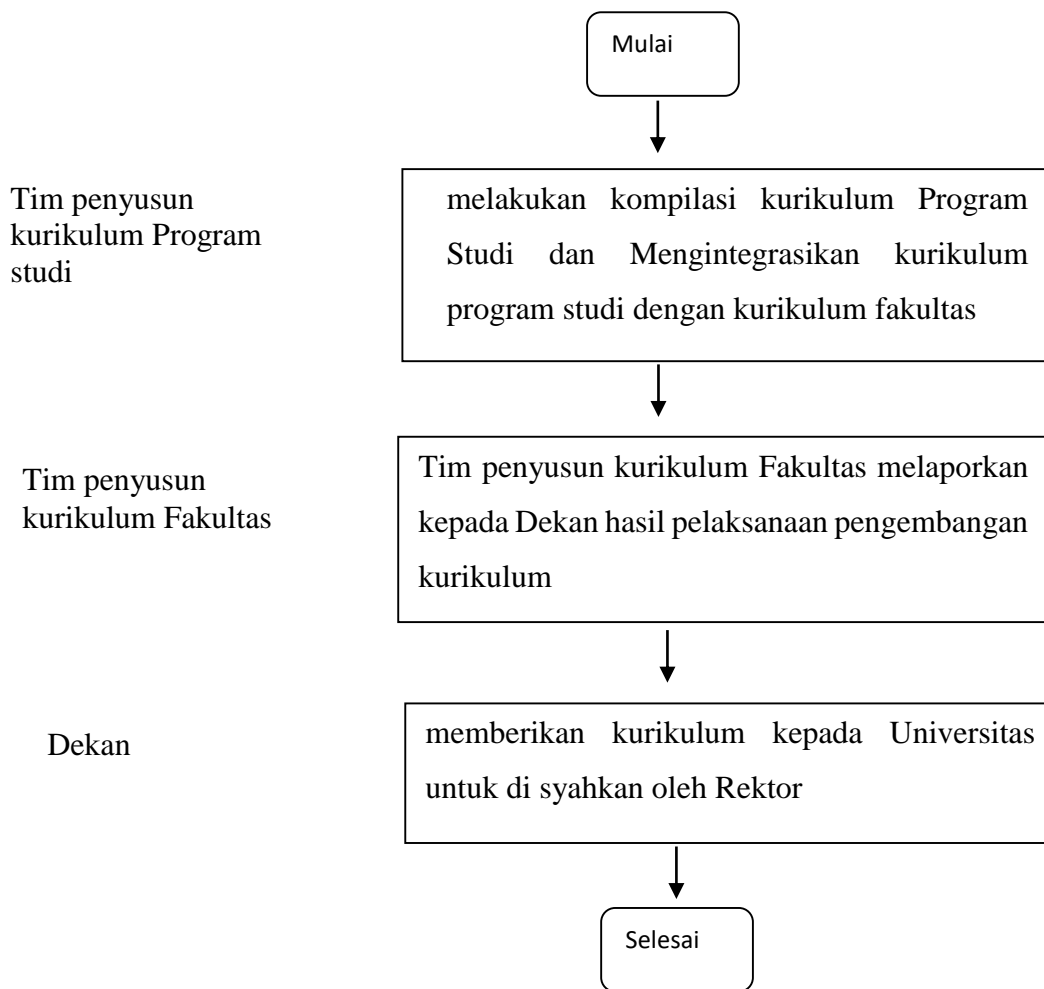 Mulai
Tim penyusun
kurikulum Program
studi
melakukan kompilasi kurikulum Program
Studi dan Mengintegrasikan kurikulum
program studi dengan kurikulum fakultas
Tim penyusun
kurikulum Fakultas
Tim penyusun kurikulum Fakultas melaporkan
kepada Dekan hasil pelaksanaan pengembangan
kurikulum
Dekan
memberikan kurikulum kepada Universitas
untuk di syahkan oleh Rektor
Selesai